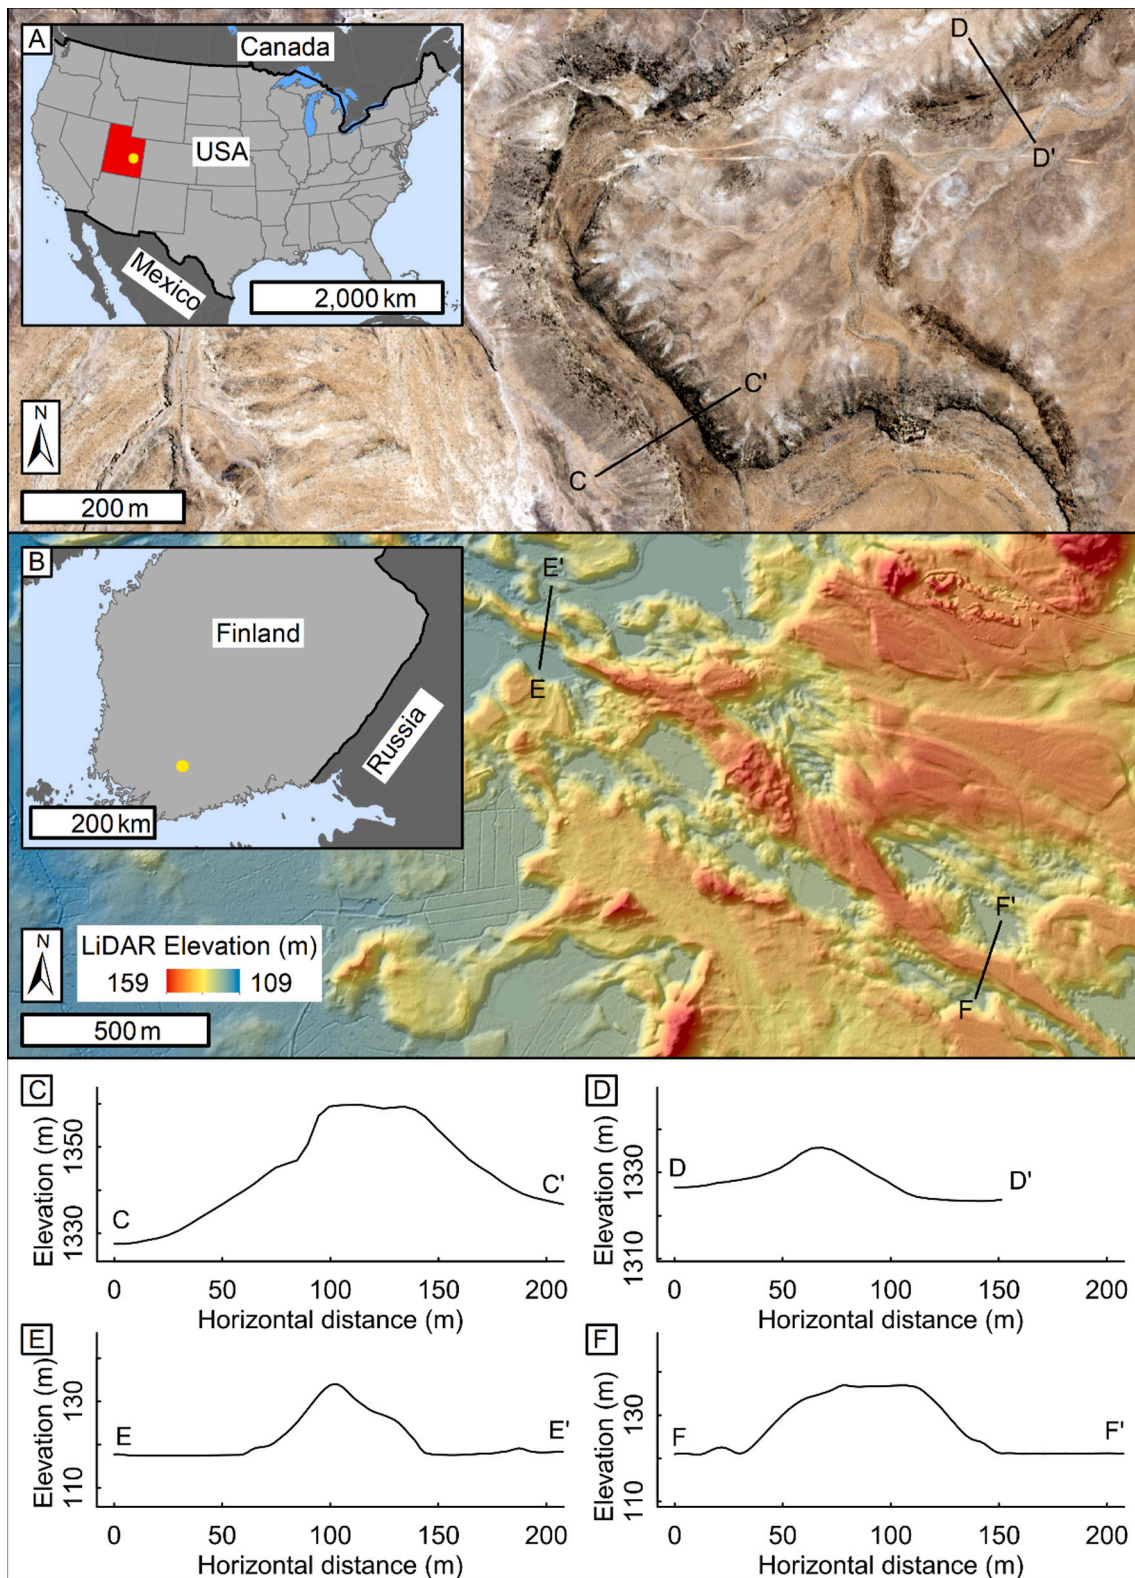 A
Canada
USA
Mexico
2,000 km
D
D'
C'
C
N
200 m
B
Finland
Russia
200 km
E'
E
F'
F
N
LiDAR Elevation (m)
159 109
500 m
C
Elevation (m)
1350
1330
C
C'
0 50 100 150 200
Horizontal distance (m)
D
Elevation (m)
1330
1310
D
D'
0 50 100 150 200
Horizontal distance (m)
E
Elevation (m)
130
110
E
E'
0 50 100 150 200
Horizontal distance (m)
F
Elevation (m)
130
110
F
F'
0 50 100 150 200
Horizontal distance (m)